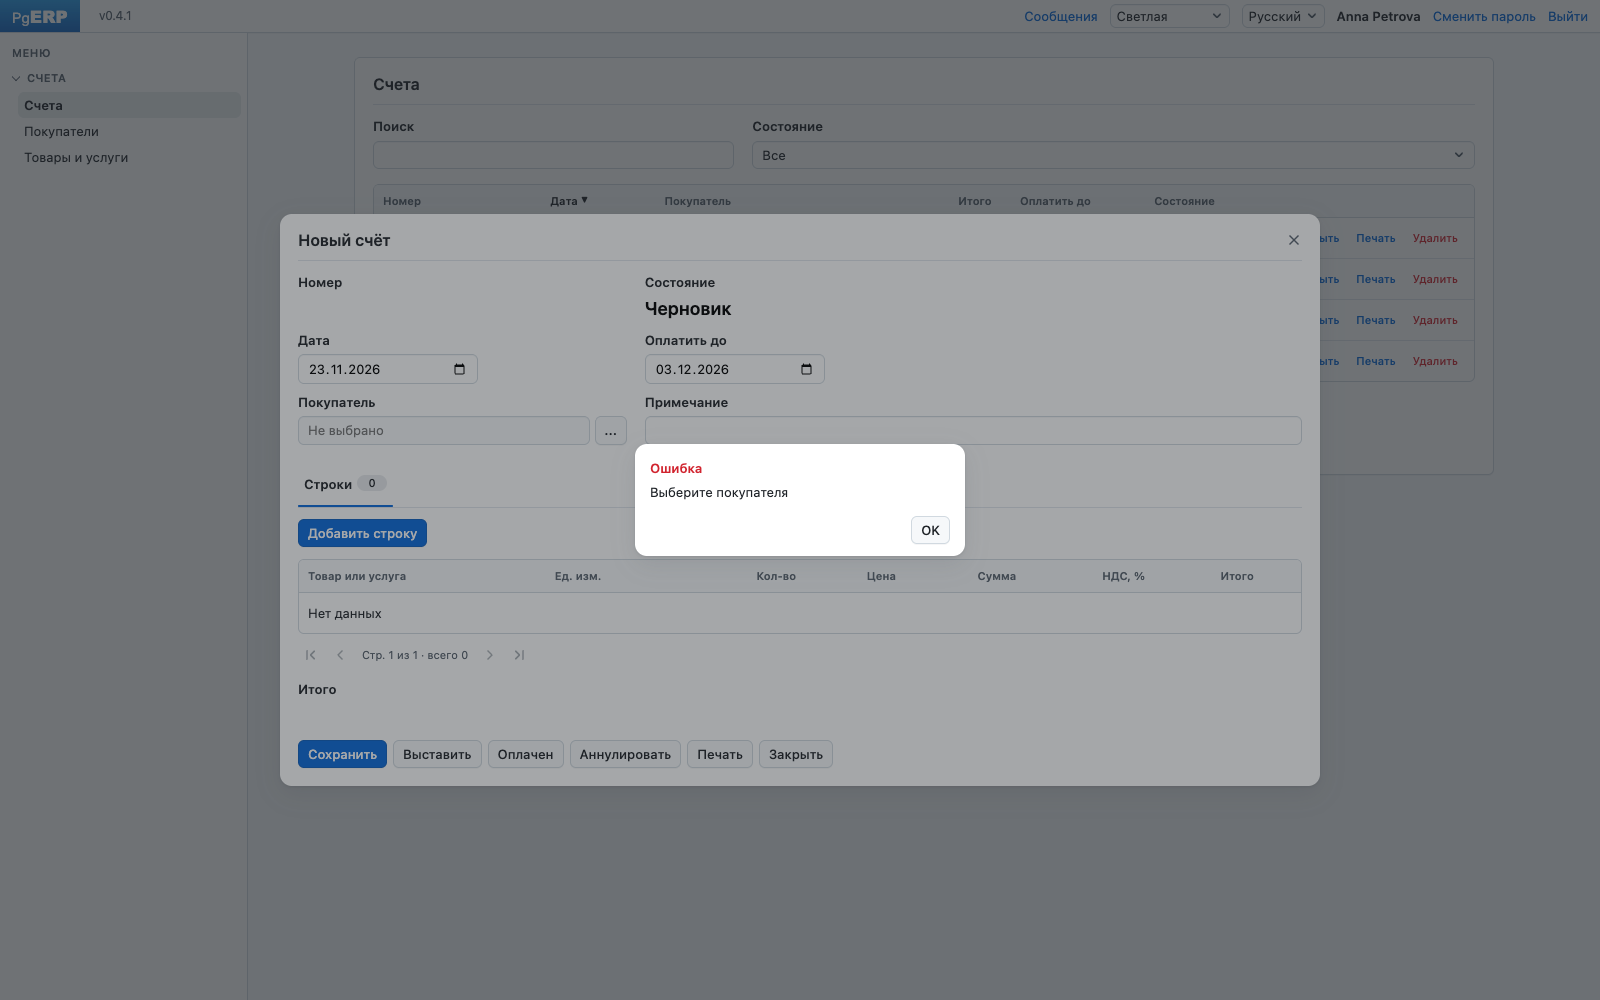 PgERP v0.4.1 Сообщения Светлая Русский Anna Petrova Сменить пароль Выйти
МЕНЮ
СЧЕТА
Счета
Покупатели
Товары и услуги
Счета
Поиск Состояние
Все
Номер Дата ▼ Покупатель Итого Оплатить до Состояние
ыть Печать Удалить
ыть Печать Удалить
ыть Печать Удалить
ыть Печать Удалить
Новый счёт
Номер Состояние
Черновик
Дата Оплатить до
23.11.2026 03.12.2026
Покупатель Примечание
Не выбрано ...
Строки 0
Ошибка
Выберите покупателя
OK
Добавить строку
Товар или услуга Ед. изм. Кол-во Цена Сумма НДС, % Итого
Нет данных
Стр. 1 из 1 · всего 0
Итого
Сохранить Выставить Оплачен Аннулировать Печать Закрыть